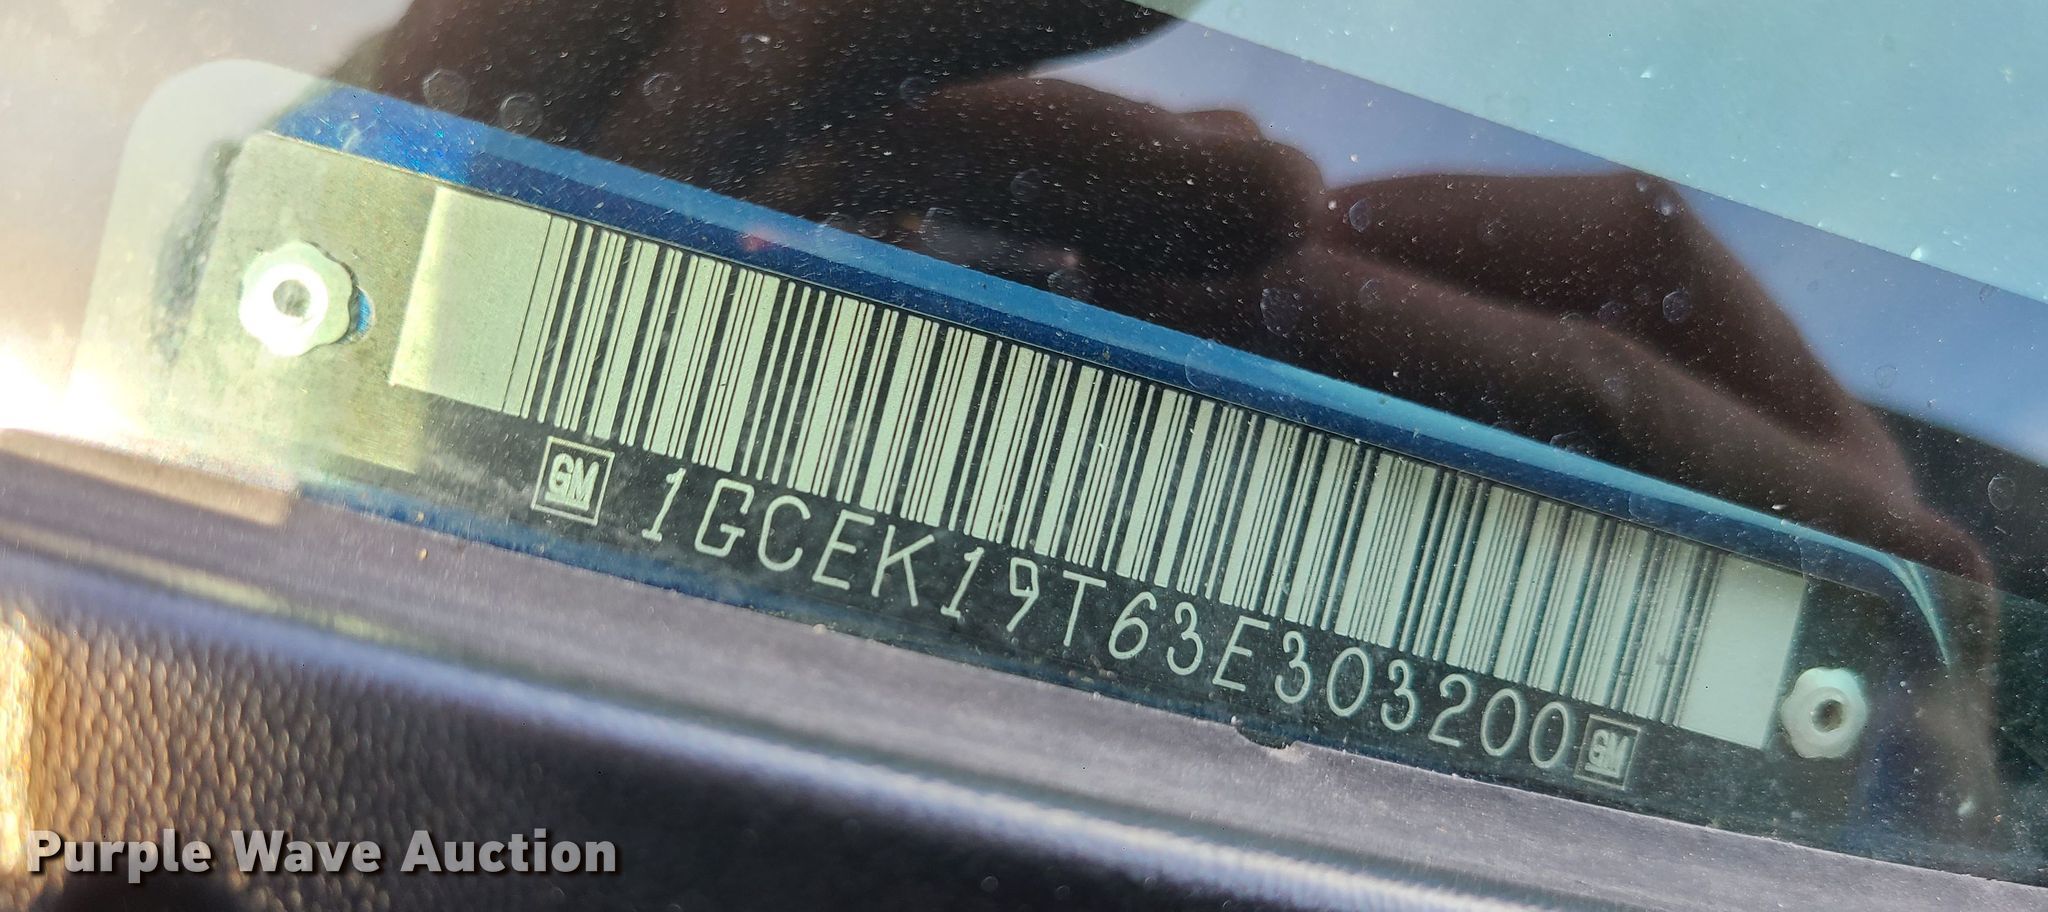 GM 1GCEK19T63E303200 GM
Purple Wave Auction